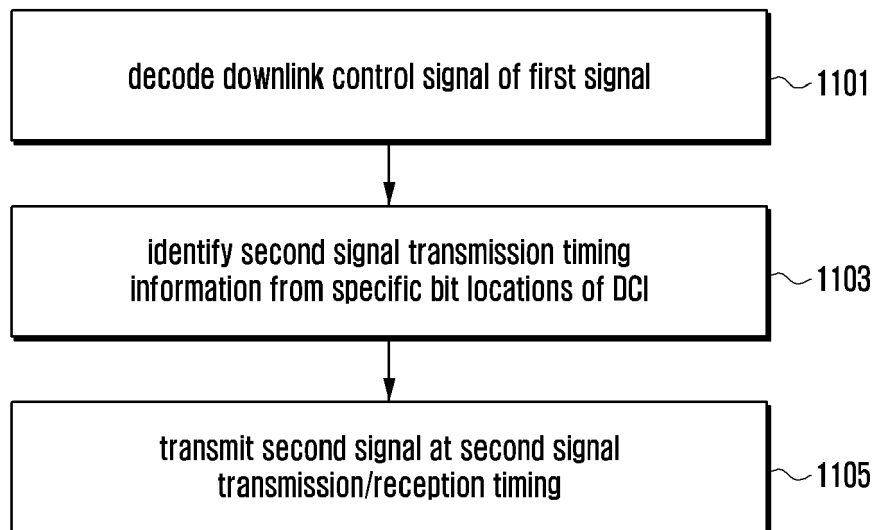 decode downlink control signal of first signal
1101
identify second signal transmission timing
information from specific bit locations of DCI
1103
transmit second signal at second signal
transmission/reception timing
1105